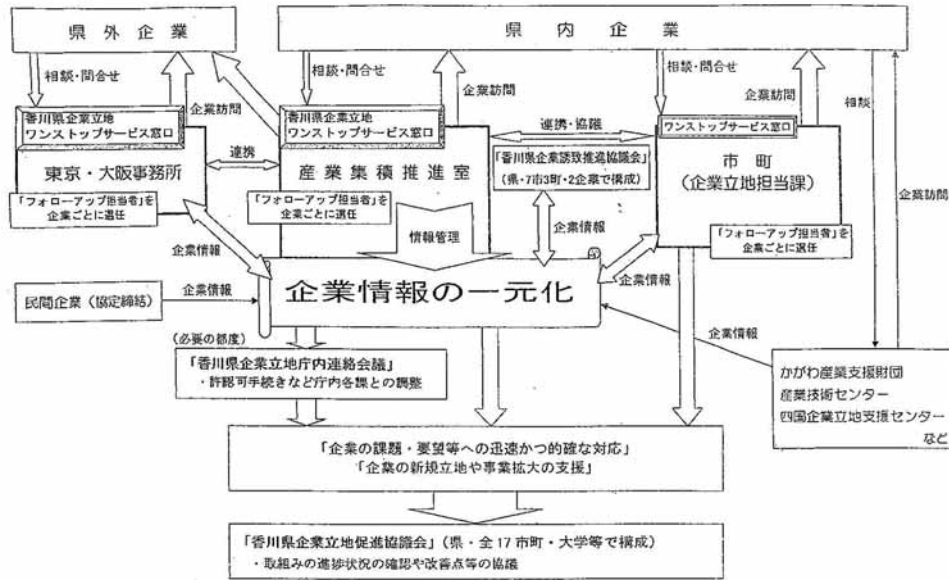 県外企業
県内企業
相談・問合せ
企業訪問
相談・問合せ
企業訪問
相談・問合せ
企業訪問
相談
企業訪問
香川県企業立地
ワンストップサービス窓口
東京・大阪事務所
「フォローアップ担当者」を
企業ごとに選任
連携
香川県企業立地
ワンストップサービス窓口
産業集積推進室
「フォローアップ担当者」を
企業ごとに選任
連携・協議
「香川県企業誘致推進協議会」
(県・7市3町・2企業で構成)
ワンストップサービス窓口
市町
(企業立地担当課)
「フォローアップ担当者」を
企業ごとに選任
情報管理
企業情報
企業情報
企業情報
企業情報の一元化
民間企業(協定締結)
企業情報
企業情報
(必要の都度)
「香川県企業立地庁内連絡会議」
・許認可手続きなど庁内各課との調整
かがわ産業支援財団
産業技術センター
四国企業立地支援センター
など
「企業の課題・要望等への迅速かつ的確な対応」
「企業の新規立地や事業拡大の支援」
「香川県企業立地促進協議会」(県・全17市町・大学等で構成)
・取組みの進捗状況の確認や改善点等の協議